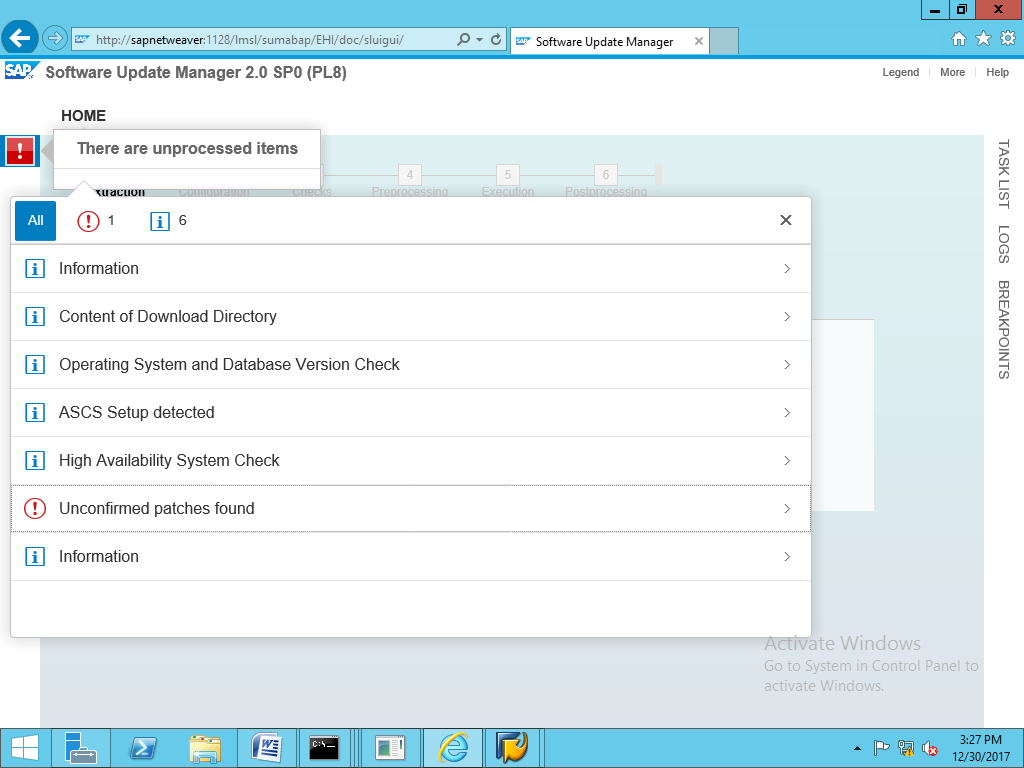 http://sapnetweaver:1128/lmsl/sumabap/EHI/doc/sluigui/
Software Update Manager
SAP Software Update Manager 2.0 SP0 (PL8)
Legend More Help
HOME
There are unprocessed items
4 5 6
xtraction Configuration Checks Preprocessing Execution Postprocessing
All 1 6
Information
Content of Download Directory
Operating System and Database Version Check
ASCS Setup detected
High Availability System Check
Unconfirmed patches found
Information
TASK LIST
LOGS
BREAKPOINTS
Activate Windows
Go to System in Control Panel to
activate Windows.
3:27 PM
12/30/2017